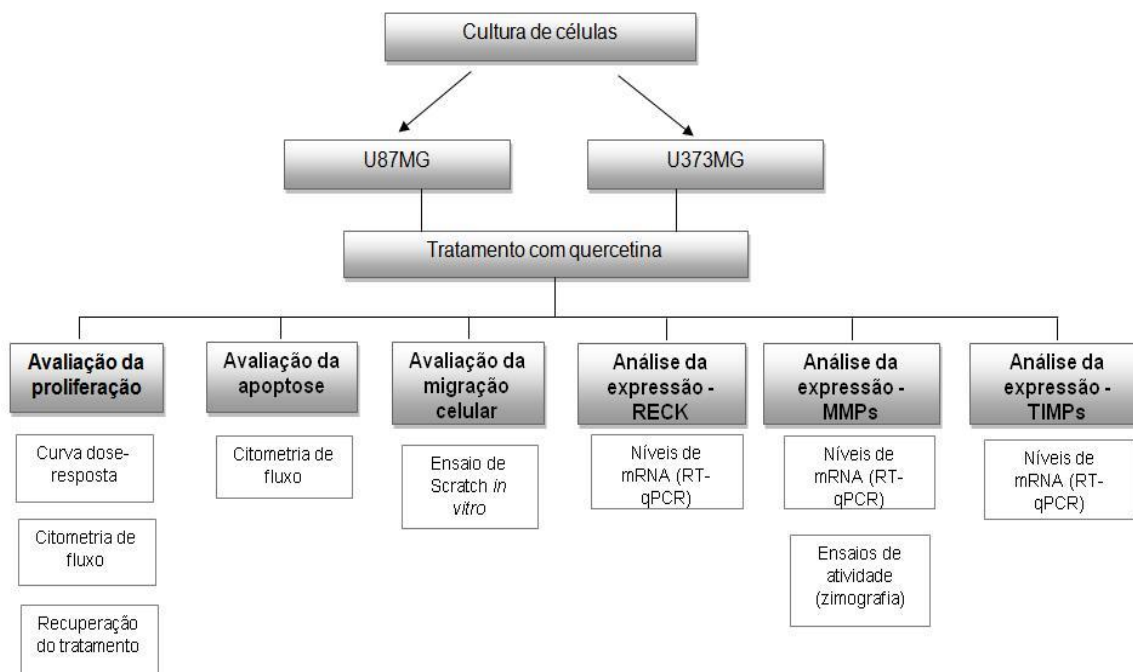 Cultura de células
U87MG
U373MG
Tratamento com quercetina
Avaliação da
proliferação
Curva dose-
resposta
Citometria de
fluxo
Recuperação
do tratamento
Avaliação da
apoptose
Citometria de
fluxo
Avaliação da
migração
celular
Ensaio de
Scratch in
vitro
Análise da
expressão -
RECK
Níveis de
mRNA (RT-
qPCR)
Análise da
expressão -
MMPs
Níveis de
mRNA (RT-
qPCR)
Ensaios de
atividade
(zimografia)
Análise da
expressão -
TIMPs
Níveis de
mRNA (RT-
qPCR)